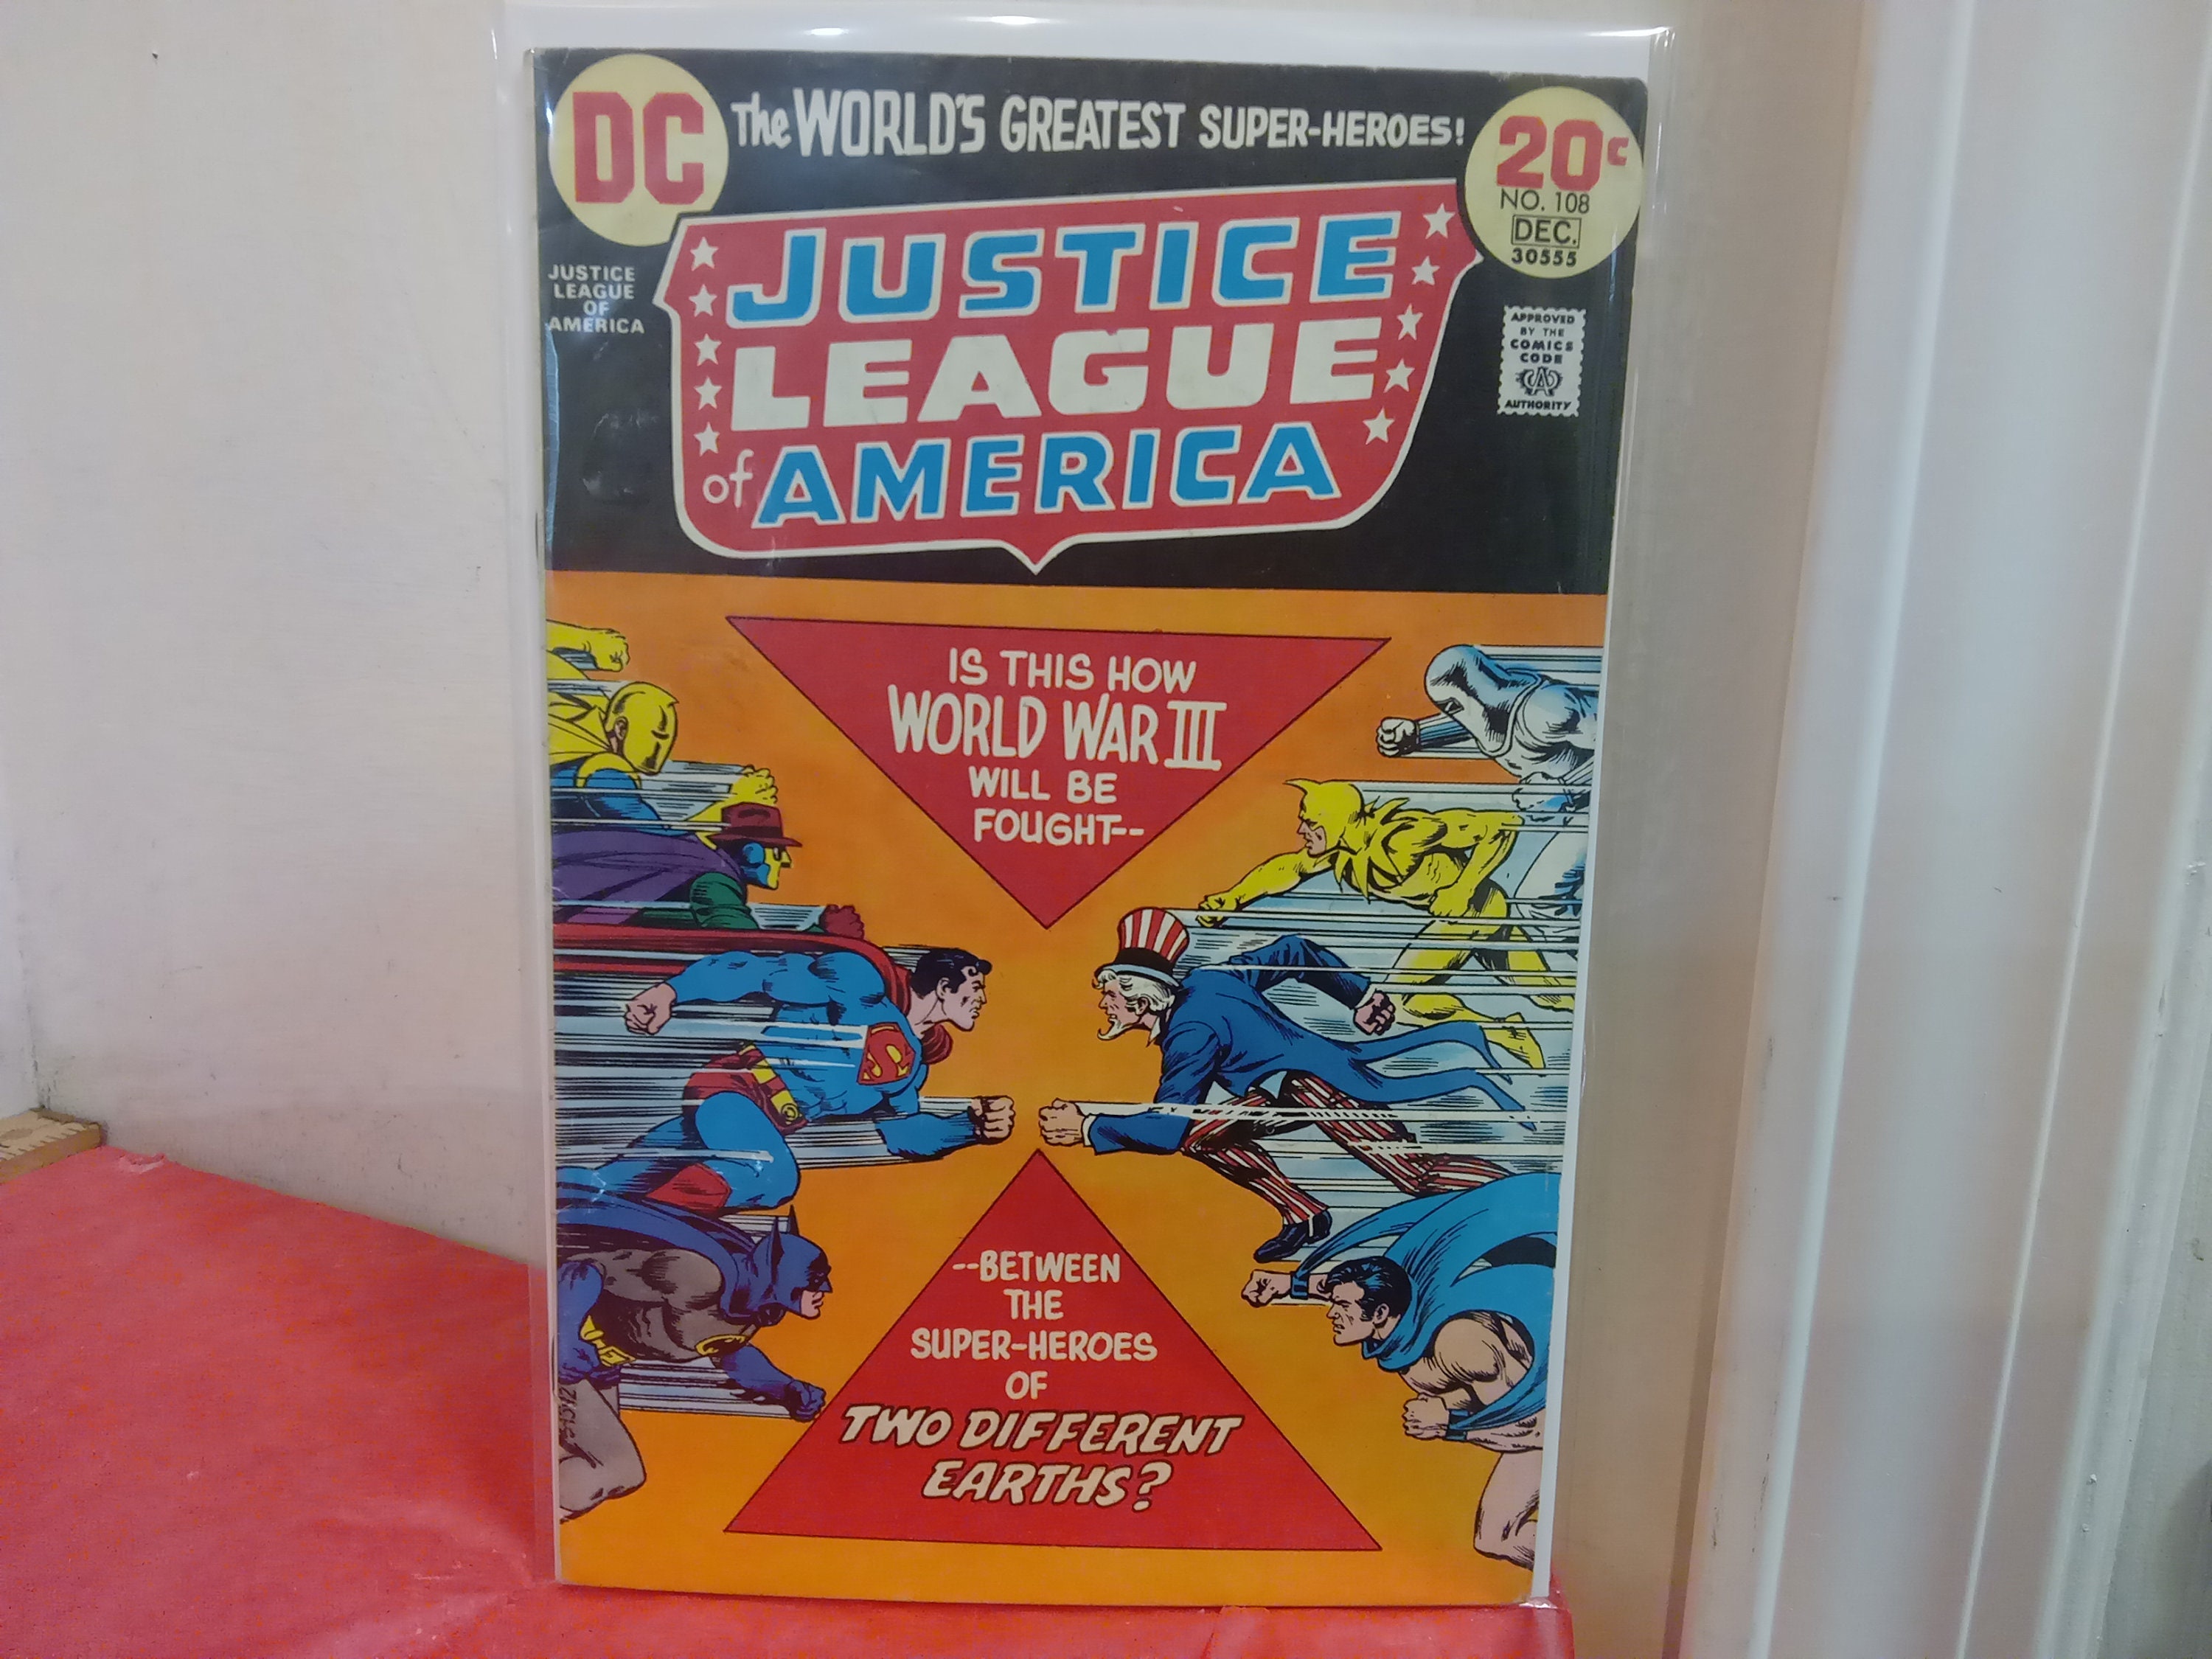 DC
The WORLD'S GREATEST SUPER-HEROES!
20c
NO. 108
DEC.
30555
JUSTICE
LEAGUE
OF
AMERICA
JUSTICE
LEAGUE
of AMERICA
APPROVED
BY THE
COMICS
CODE
CA
AUTHORITY
IS THIS HOW
WORLD WAR III
WILL BE
FOUGHT--
S
--BETWEEN
THE
SUPER-HEROES
OF
TWO DIFFERENT
EARTHS?